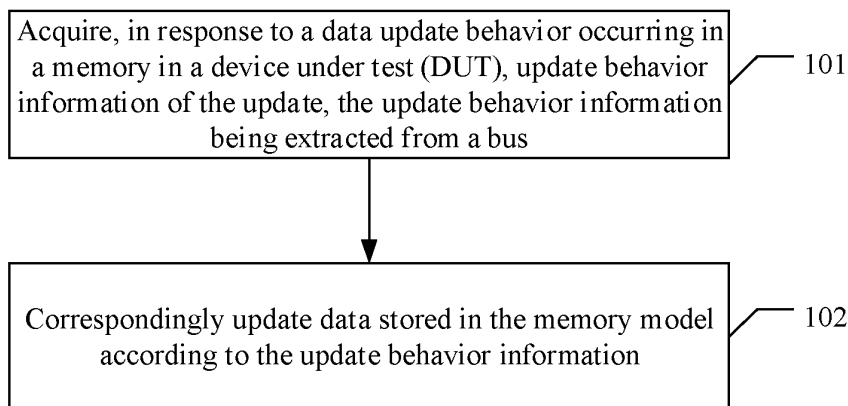 Acquire, in response to a data update behavior occurring in
a memory in a device under test (DUT), update behavior
information of the update, the update behavior information
being extracted from a bus
101
Correspondingly update data stored in the memory model
according to the update behavior information
102